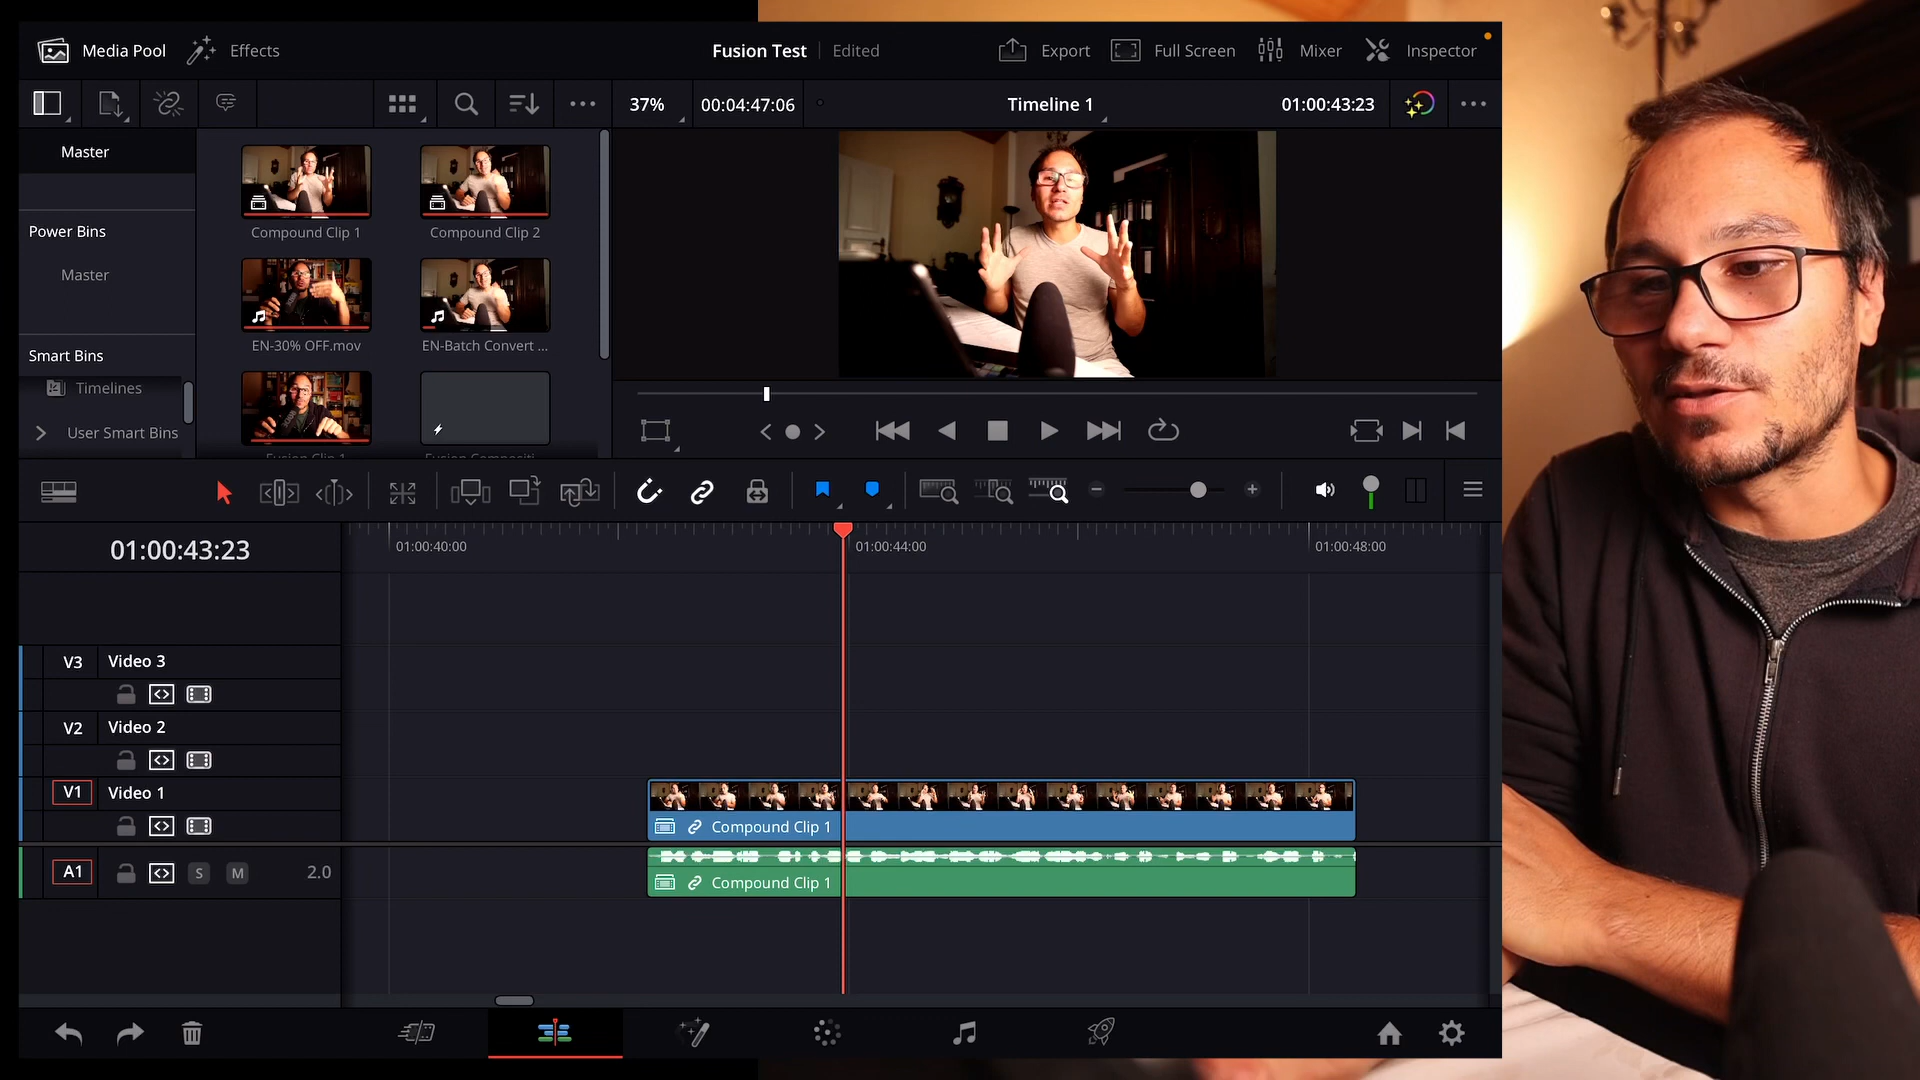 Media Pool
Effects
Fusion Test
Edited
Export
Full Screen
Mixer
Inspector
37%
00:04:47:06
Timeline 1
01:00:43:23
Master
Power Bins
Master
Smart Bins
Timelines
User Smart Bins
Compound Clip 1
Compound Clip 2
EN-30% OFF.mov
EN-Batch Convert ...
Fusion Clip 1
Fusion Compositi...
01:00:43:23
01:00:40:00
01:00:44:00
01:00:48:00
V3
Video 3
V2
Video 2
V1
Video 1
Compound Clip 1
A1
S
M
2.0
Compound Clip 1